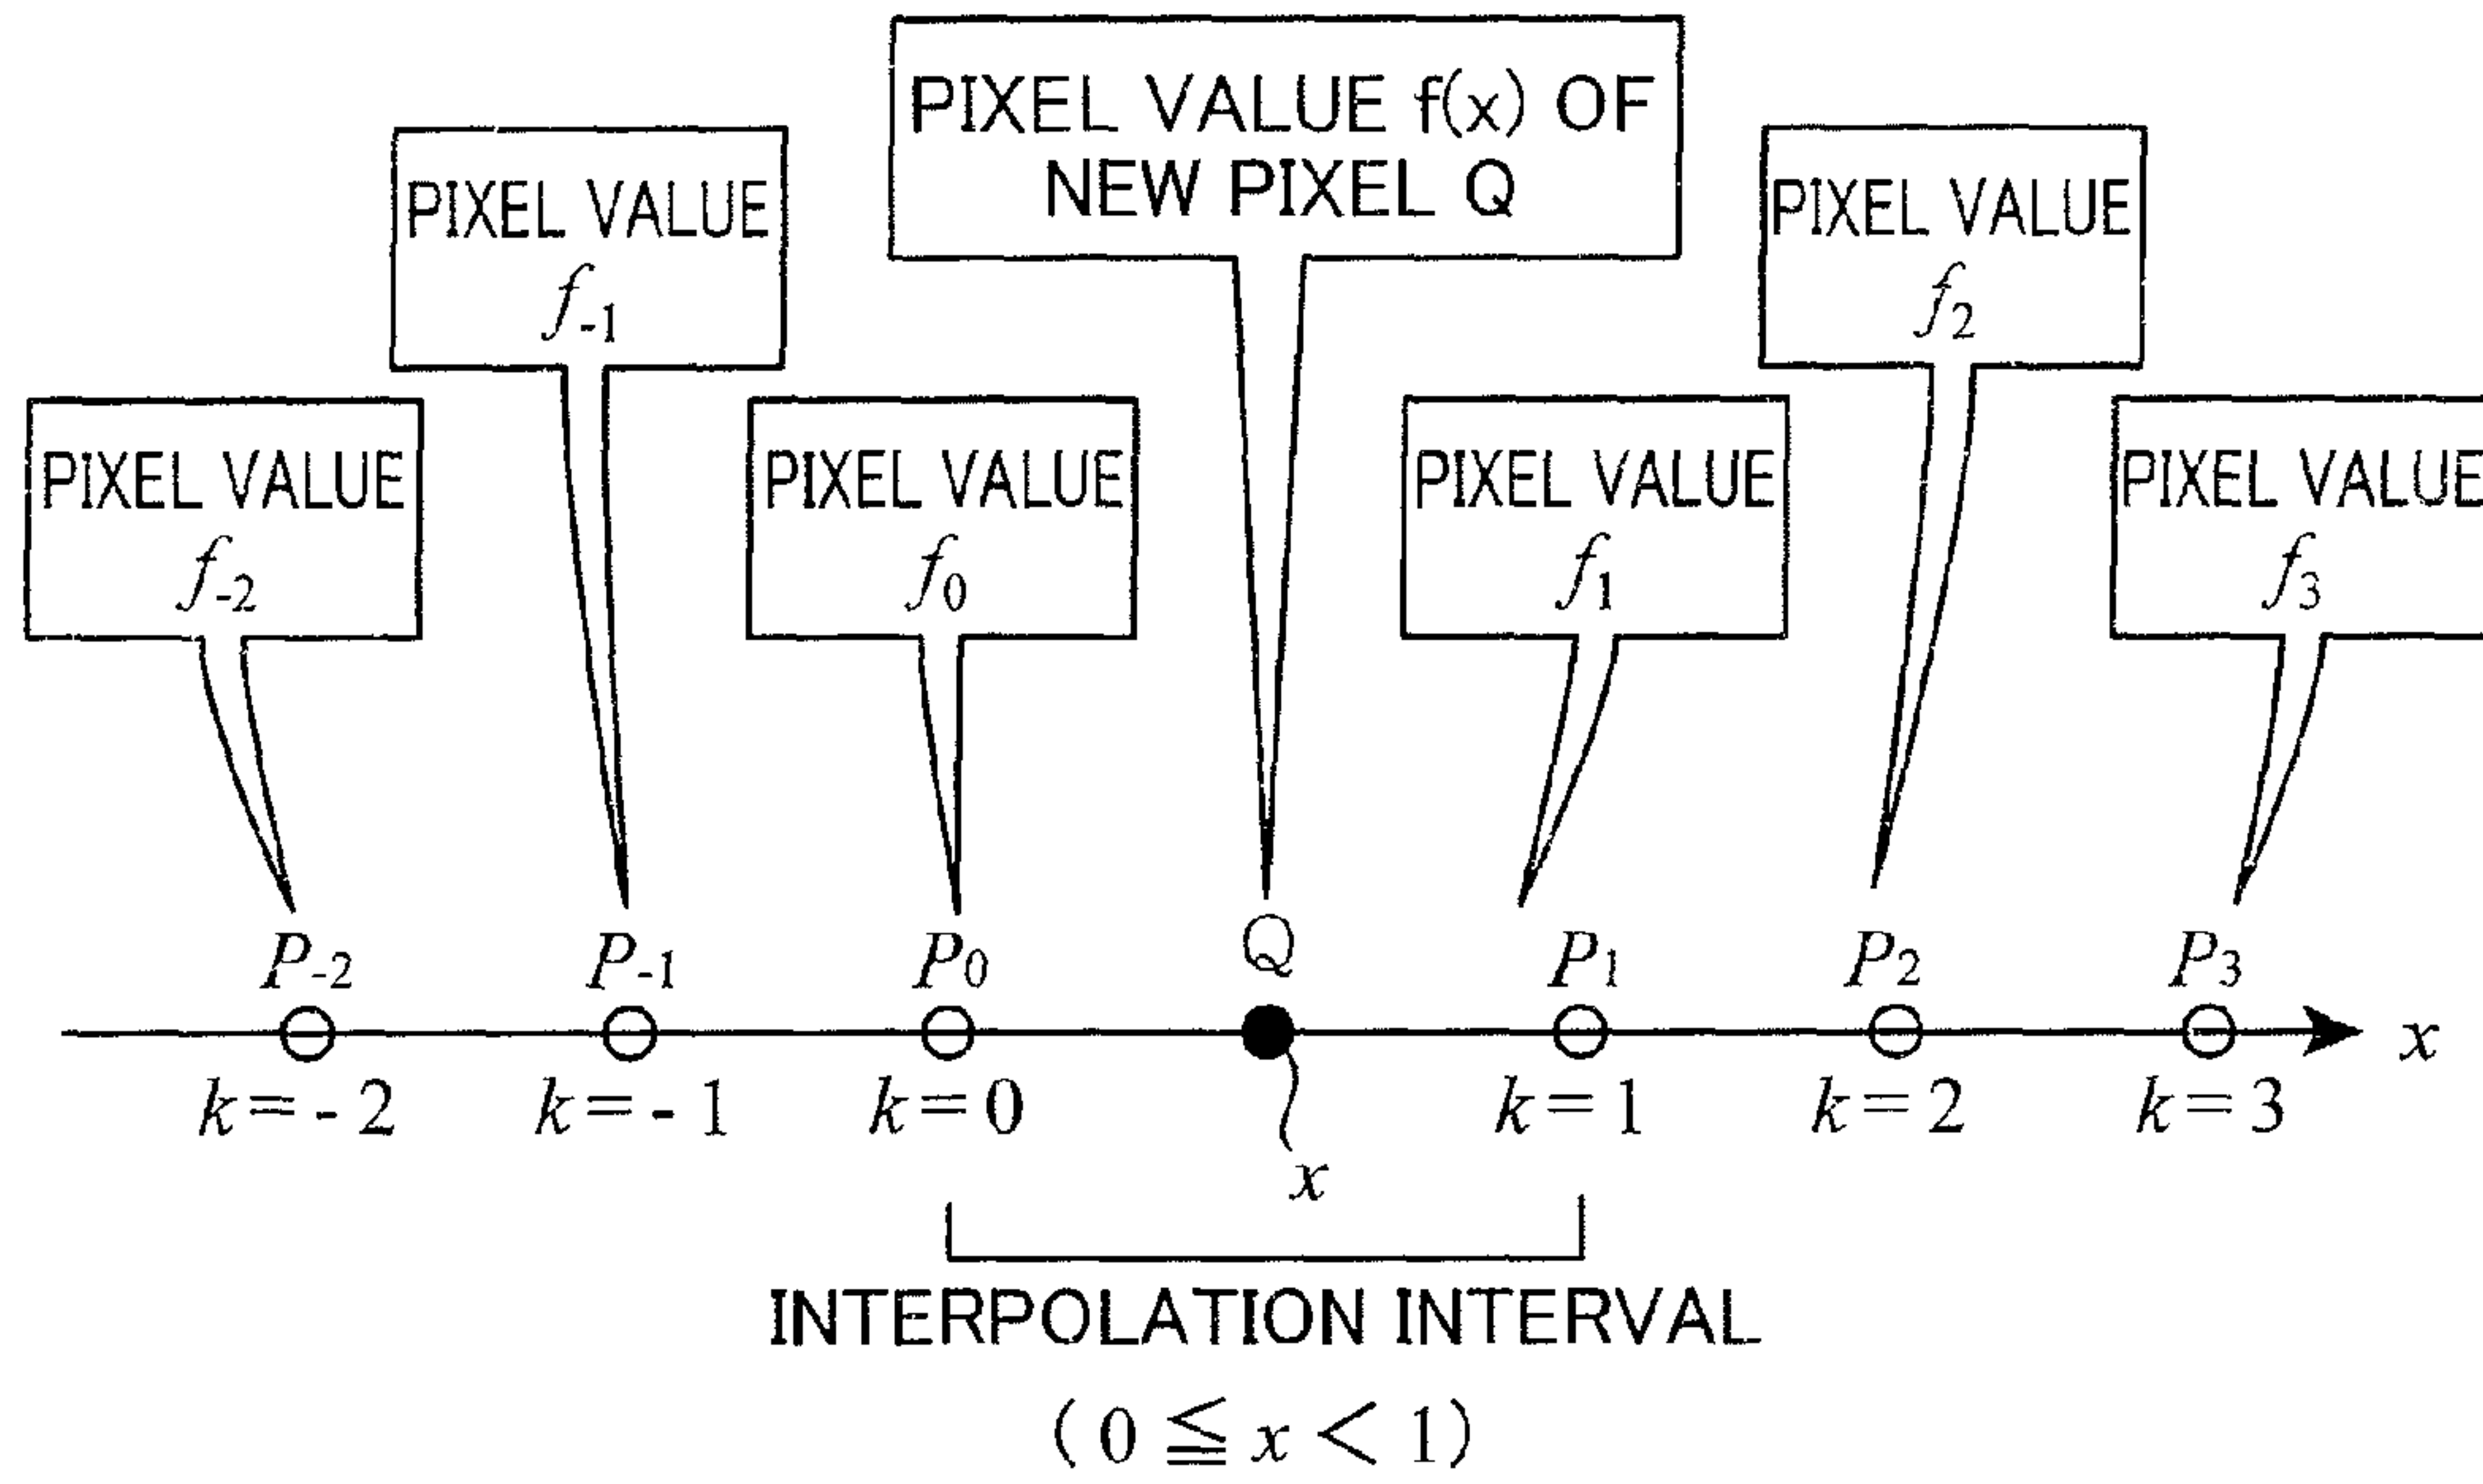 PIXEL VALUE f(x) OF
NEW PIXEL Q
PIXEL VALUE
f-1
PIXEL VALUE
f2
PIXEL VALUE
f-2
PIXEL VALUE
f0
PIXEL VALUE
f1
PIXEL VALUE
f3
P-2 P-1 P0 Q P1 P2 P3
x
k=-2 k=-1 k=0 k=1 k=2 k=3
x
INTERPOLATION INTERVAL
(0 ≦ x < 1)